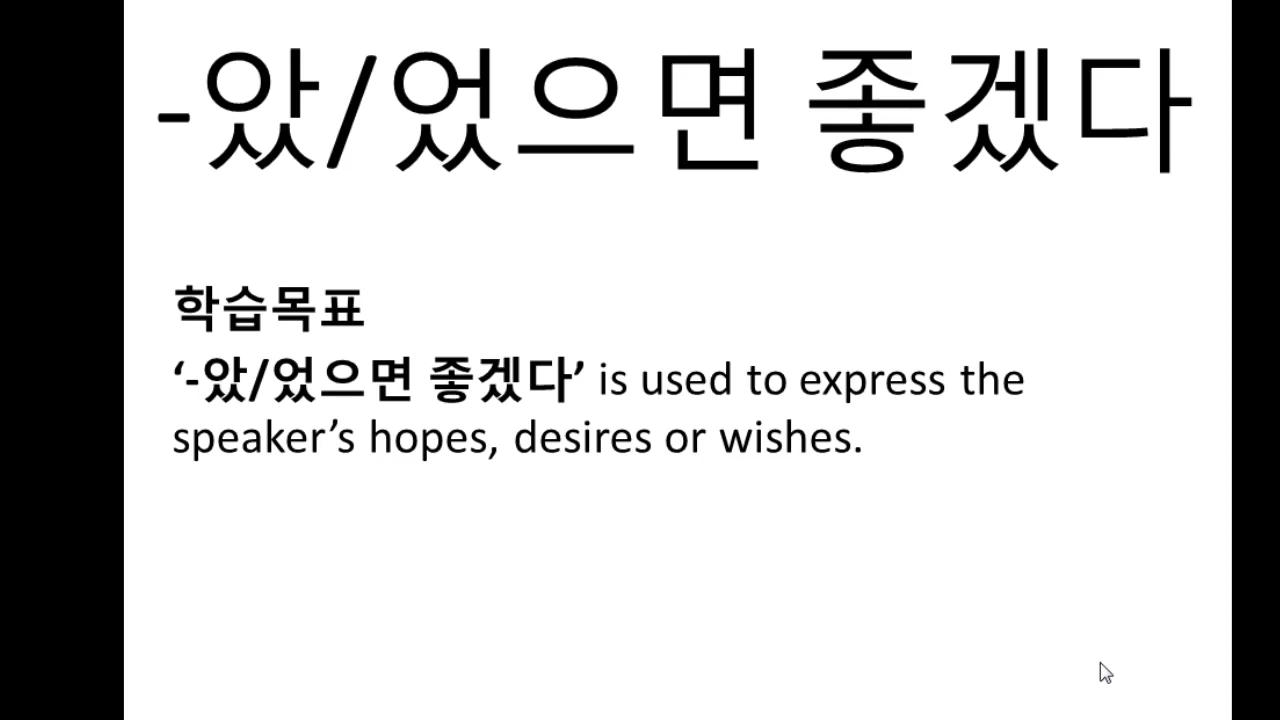 -았/었으면 좋겠다
학습목표
‘-았/었으면 좋겠다’ is used to express the
speaker’s hopes, desires or wishes.